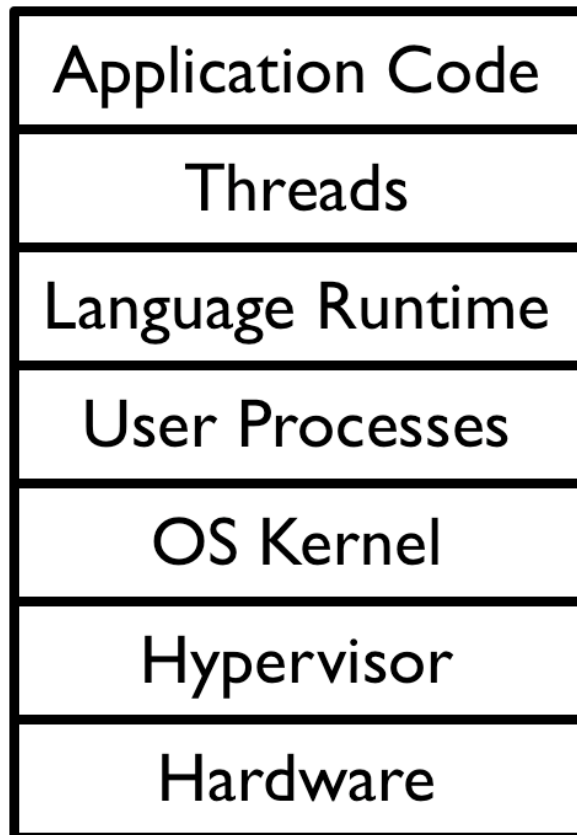 Application Code
Threads
Language Runtime
User Processes
OS Kernel
Hypervisor
Hardware